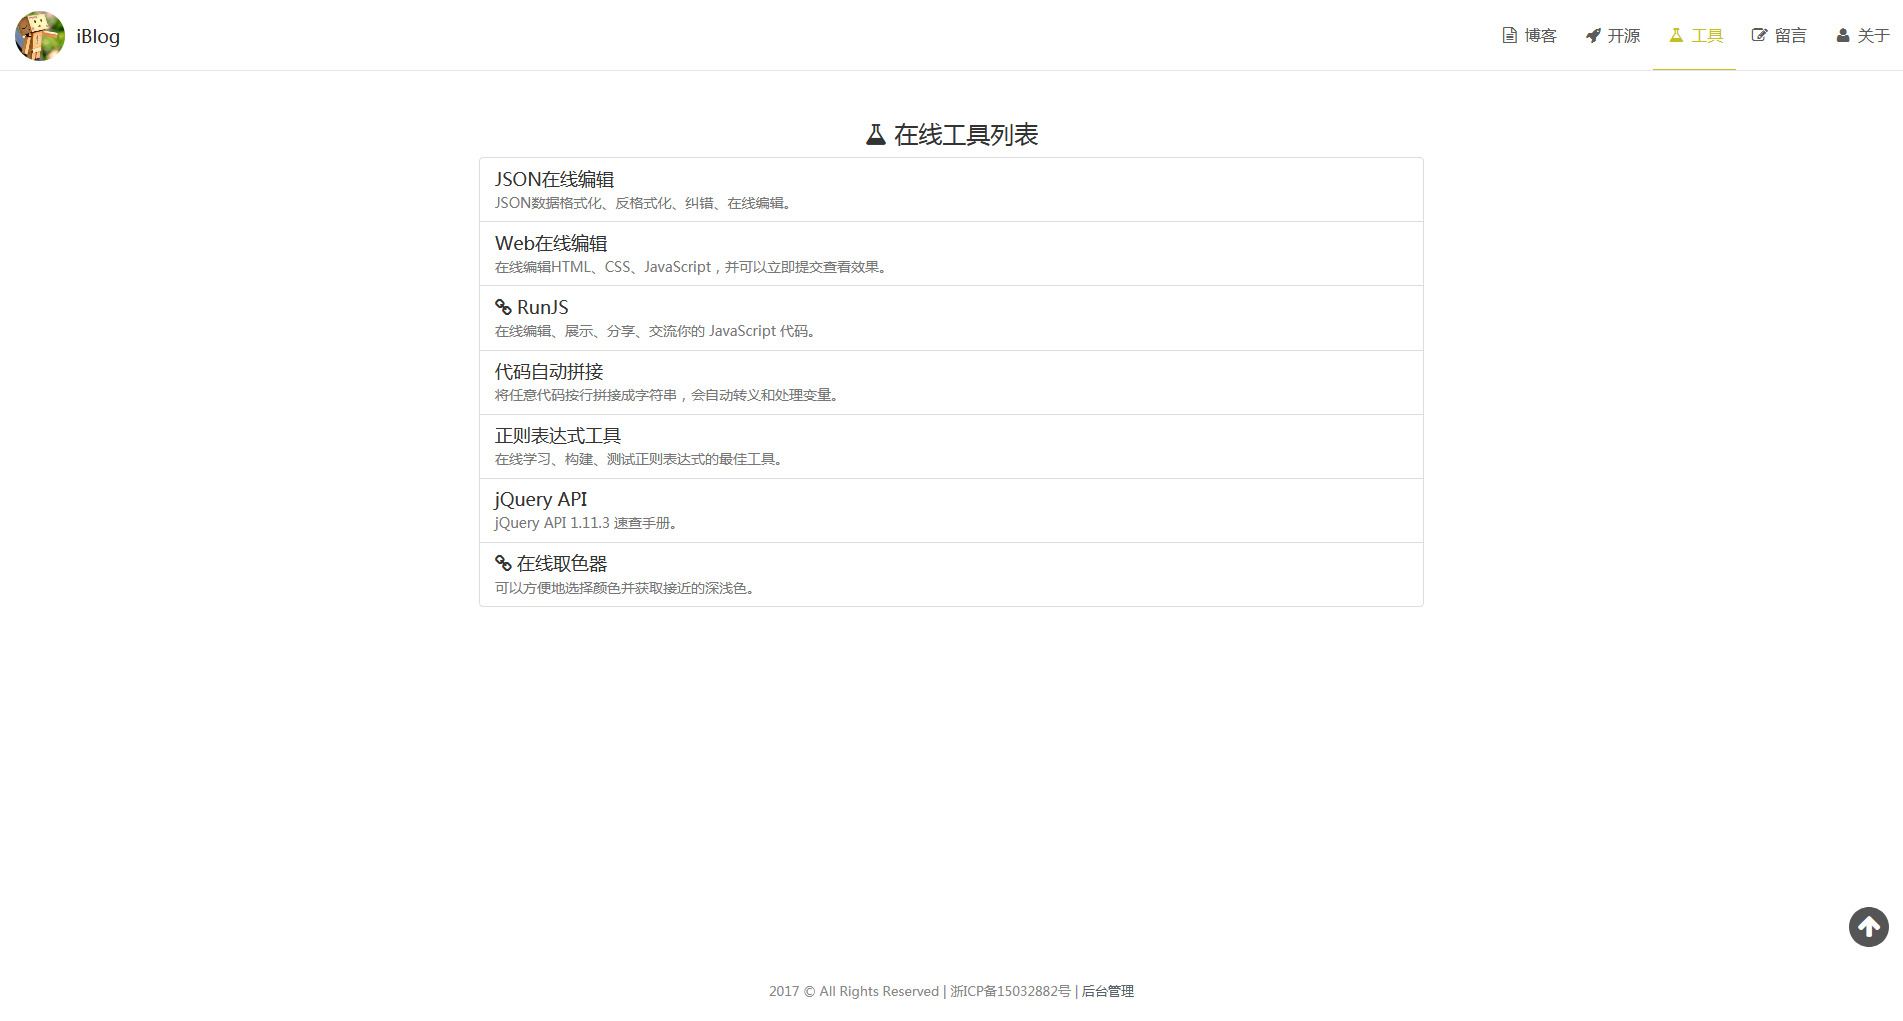 iBlog
博客
开源
工具
留言
关于
在线工具列表
JSON在线编辑
JSON数据格式化、反格式化、纠错、在线编辑。
Web在线编辑
在线编辑HTML、CSS、JavaScript，并可以立即提交查看效果。
RunJS
在线编辑、展示、分享、交流你的 JavaScript 代码。
代码自动拼接
将任意代码按行拼接成字符串，会自动转义和处理变量。
正则表达式工具
在线学习、构建、测试正则表达式的最佳工具。
jQuery API
jQuery API 1.11.3 速查手册。
在线取色器
可以方便地选择颜色并获取接近的深浅色。
2017 © All Rights Reserved | 浙ICP备15032882号 | 后台管理